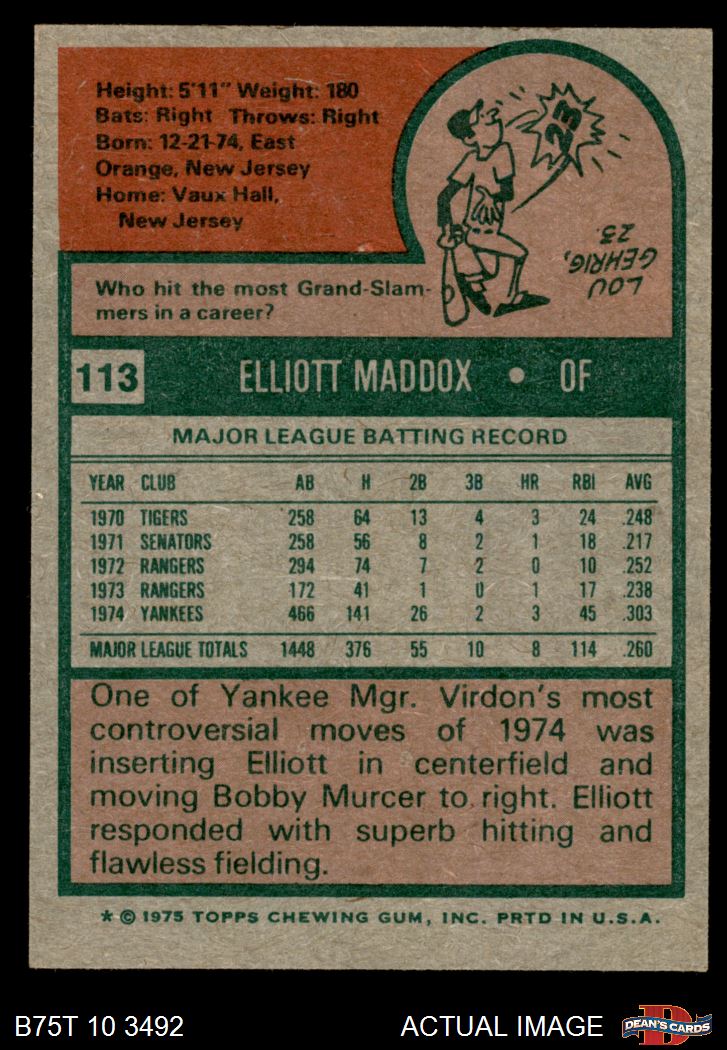 Height: 5'11" Weight: 180
Bats: Right Throws: Right
Born: 12-21-74, East
Orange, New Jersey
Home: Vaux Hall,
New Jersey
23
LOU
GEHRIG,
23.
Who hit the most Grand-Slam-
mers in a career?
113 ELLIOTT MADDOX • OF
MAJOR LEAGUE BATTING RECORD
YEAR CLUB AB H 2B 3B HR RBI AVG
1970 TIGERS 258 64 13 4 3 24 .248
1971 SENATORS 258 56 8 2 1 18 .217
1972 RANGERS 294 74 7 2 0 10 .252
1973 RANGERS 172 41 1 0 1 17 .238
1974 YANKEES 466 141 26 2 3 45 .303
MAJOR LEAGUE TOTALS 1448 376 55 10 8 114 .260
One of Yankee Mgr. Virdon's most
controversial moves of 1974 was
inserting Elliott in centerfield and
moving Bobby Murcer to right. Elliott
responded with superb hitting and
flawless fielding.
* © 1975 TOPPS CHEWING GUM, INC. PRTD IN U.S.A.
B75T 10 3492 ACTUAL IMAGE
D
DEAN'S CARDS